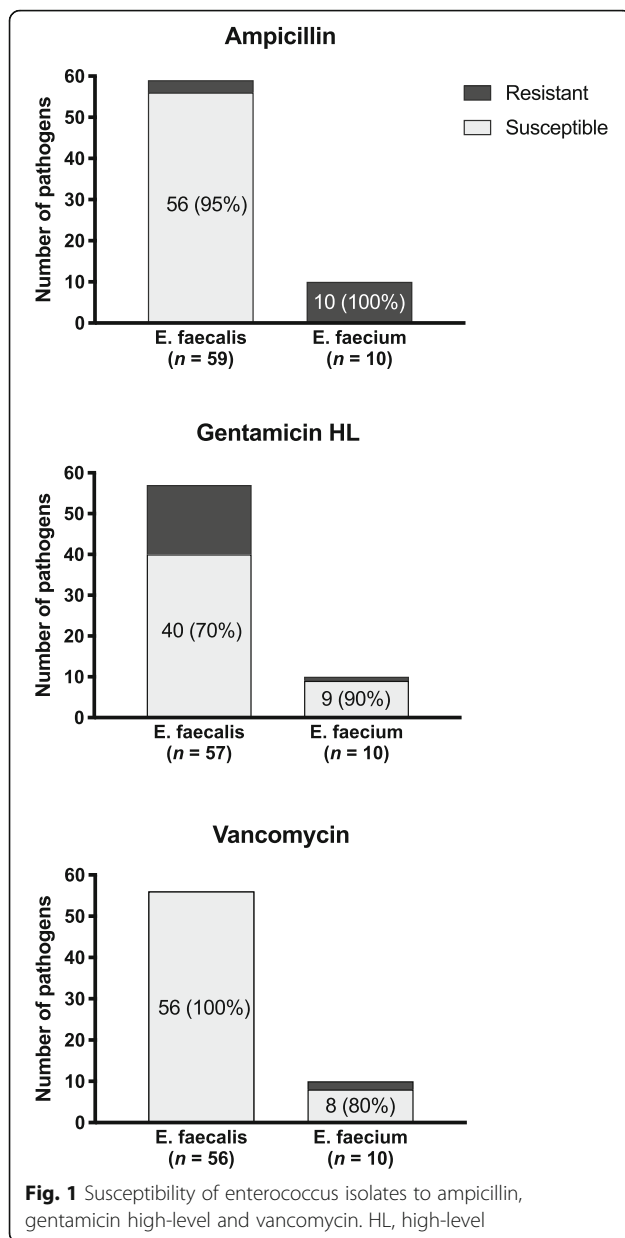 Ampicillin
Resistant
Susceptible
Number of pathogens
60
50
40
30
20
10
0
56 (95%)
10 (100%)
E. faecalis
E. faecium
(n = 59)
(n = 10)
Gentamicin HL
Number of pathogens
60
50
40
30
20
10
0
40 (70%)
9 (90%)
E. faecalis
E. faecium
(n = 57)
(n = 10)
Vancomycin
Number of pathogens
60
50
40
30
20
10
0
56 (100%)
8 (80%)
E. faecalis
E. faecium
(n = 56)
(n = 10)
Fig. 1 Susceptibility of enterococcus isolates to ampicillin,
gentamicin high-level and vancomycin. HL, high-level